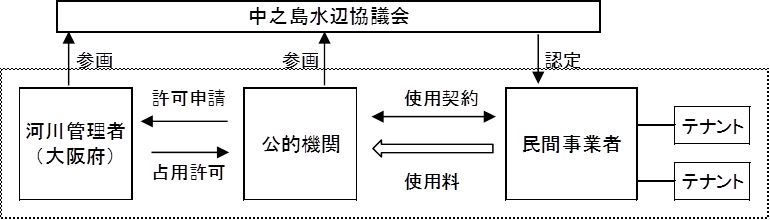 中之島水辺協議会
参画
参画
認定
河川管理者
（大阪府）
許可申請
占用許可
公的機関
使用契約
使用料
民間事業者
テナント
テナント